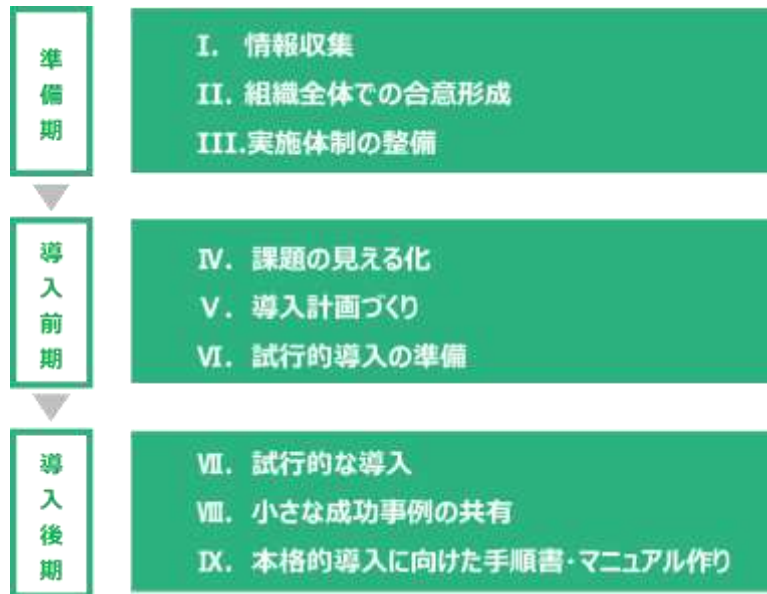 準備期
I. 情報収集
II. 組織全体での合意形成
III.実施体制の整備
導入前期
Ⅳ. 課題の見える化
Ⅴ. 導入計画づくり
Ⅵ. 試行的導入の準備
導入後期
Ⅶ. 試行的な導入
Ⅷ. 小さな成功事例の共有
Ⅸ. 本格的導入に向けた手順書・マニュアル作り